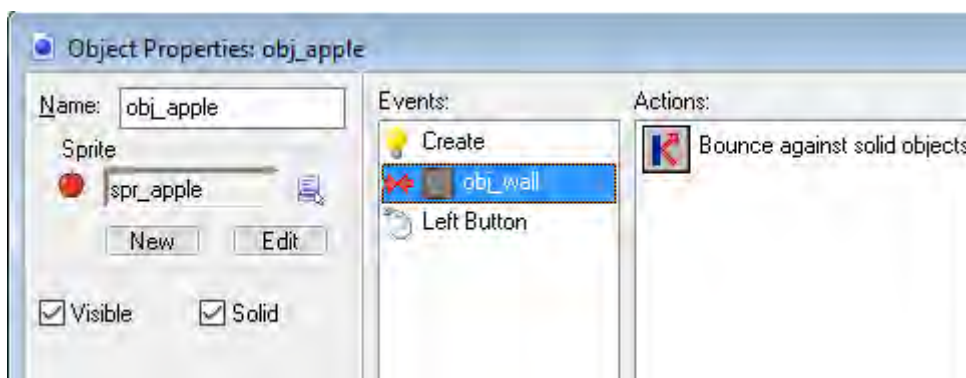 Object Properties: obj_apple
Name: obj_apple
Sprite
spr_apple
New Edit
Visible Solid
Events:
Create
obj_wall
Left Button
Actions:
Bounce against solid objects